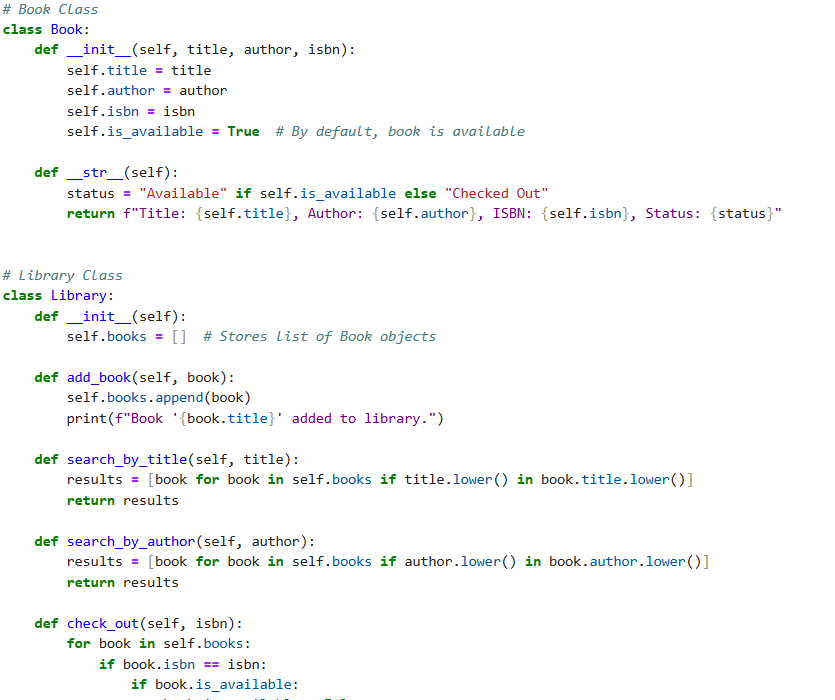 # Book Class
class Book:
    def __init__(self, title, author, isbn):
        self.title = title
        self.author = author
        self.isbn = isbn
        self.is_available = True  # By default, book is available

    def __str__(self):
        status = "Available" if self.is_available else "Checked Out"
        return f"Title: {self.title}, Author: {self.author}, ISBN: {self.isbn}, Status: {status}"


# Library Class
class Library:
    def __init__(self):
        self.books = []  # Stores list of Book objects

    def add_book(self, book):
        self.books.append(book)
        print(f"Book '{book.title}' added to library.")

    def search_by_title(self, title):
        results = [book for book in self.books if title.lower() in book.title.lower()]
        return results

    def search_by_author(self, author):
        results = [book for book in self.books if author.lower() in book.author.lower()]
        return results

    def check_out(self, isbn):
        for book in self.books:
            if book.isbn == isbn:
                if book.is_available: